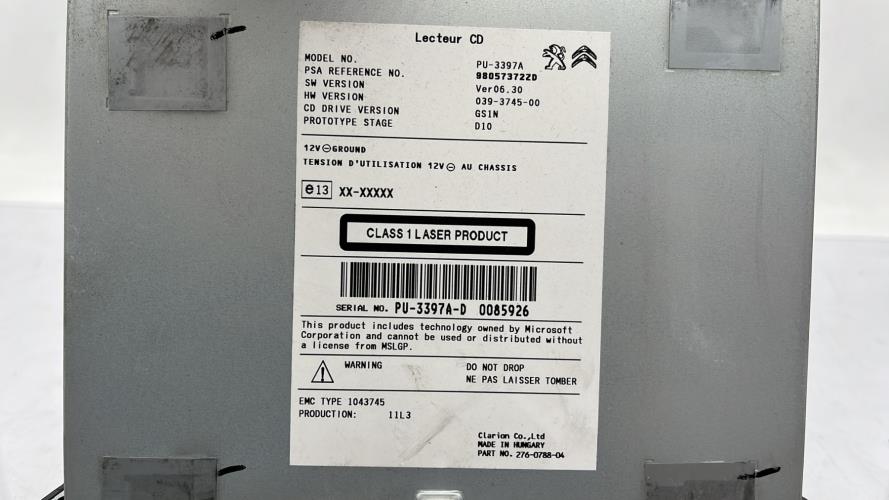 Lecteur CD
MODEL NO. PU-3397A
PSA REFERENCE NO. 98057372ZD
SW VERSION Ver06.30
HW VERSION 039-3745-00
CD DRIVE VERSION GS1N
PROTOTYPE STAGE D10
12V⊖GROUND
TENSION D'UTILISATION 12V⊖ AU CHASSIS
e13 XX-XXXXX
CLASS 1 LASER PRODUCT
SERIAL NO. PU-3397A-D 0085926
This product includes technology owned by Microsoft
Corporation and cannot be used or distributed without
a license from MSLGP.
WARNING DO NOT DROP
NE PAS LAISSER TOMBER
EMC TYPE 1043745
PRODUCTION: 11L3
Clarion Co.,Ltd
MADE IN HUNGARY
PART NO. 276-0788-04